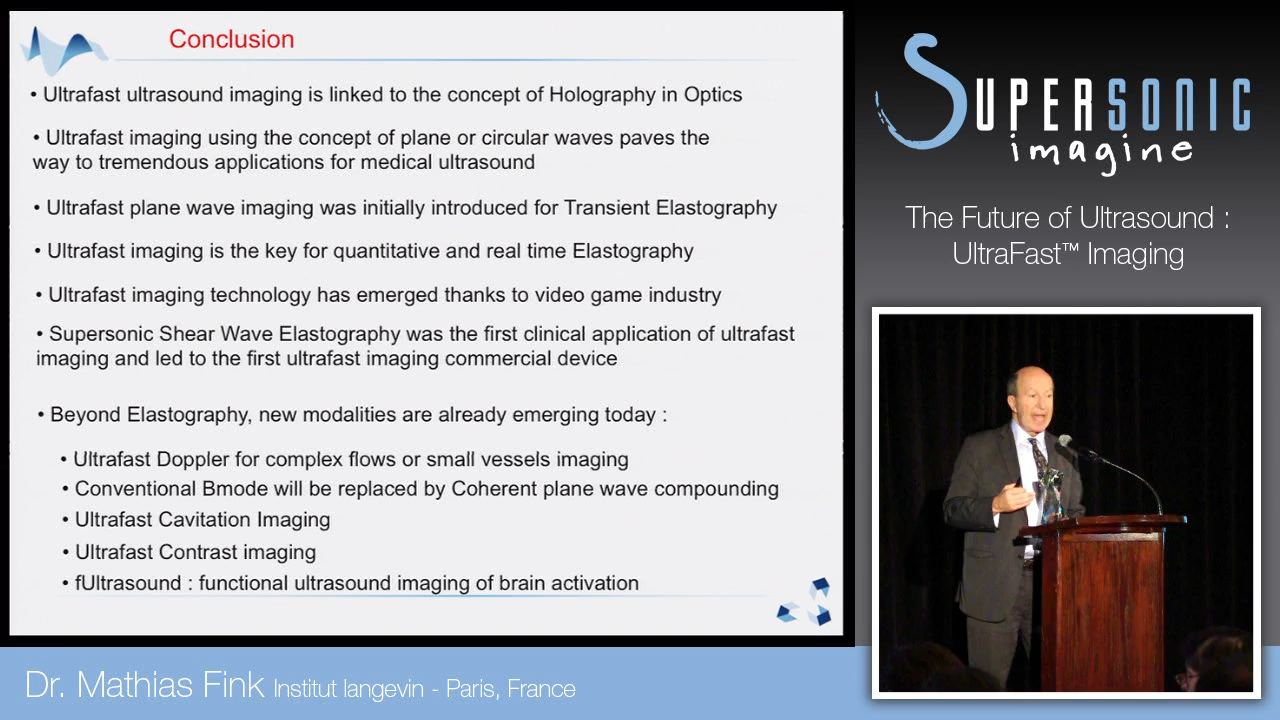 Conclusion
• Ultrafast ultrasound imaging is linked to the concept of Holography in Optics
• Ultrafast imaging using the concept of plane or circular waves paves the
way to tremendous applications for medical ultrasound
• Ultrafast plane wave imaging was initially introduced for Transient Elastography
• Ultrafast imaging is the key for quantitative and real time Elastography
• Ultrafast imaging technology has emerged thanks to video game industry
• Supersonic Shear Wave Elastography was the first clinical application of ultrafast
imaging and led to the first ultrafast imaging commercial device
• Beyond Elastography, new modalities are already emerging today :
• Ultrafast Doppler for complex flows or small vessels imaging
• Conventional Bmode will be replaced by Coherent plane wave compounding
• Ultrafast Cavitation Imaging
• Ultrafast Contrast imaging
• fUltrasound : functional ultrasound imaging of brain activation
SUPERSONIC
imagine
The Future of Ultrasound :
UltraFast™ Imaging
Dr. Mathias Fink Institut langevin - Paris, France